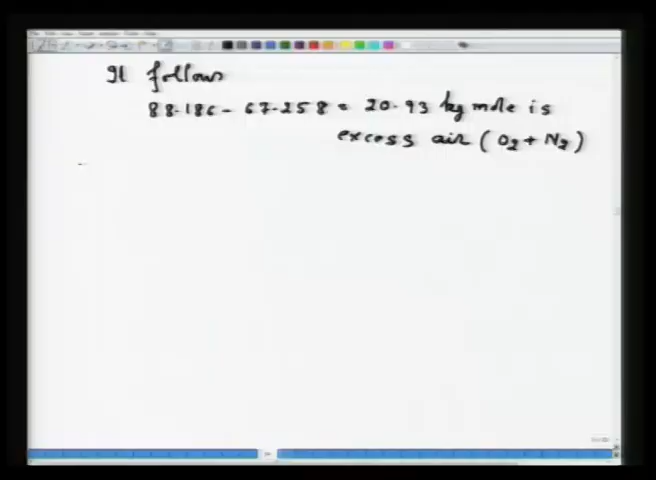 It follows
88.186 - 67.258 = 20.93 kg mole is
excess air (O2 + N2)